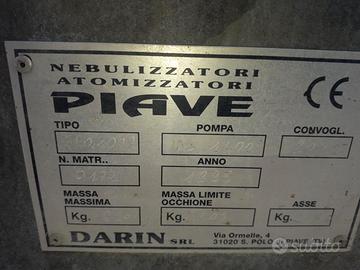 NEBULIZZATORI
ATOMIZZATORI
PIAVE
CE
TIPO POMPA CONVOGL.
N. MATR.. ANNO
MASSA MASSIMA MASSA LIMITE OCCHIONE ASSE
Kg. Kg. Kg.
DARIN SRL
Via Ormelle, 4
31020 S. POLO
subito